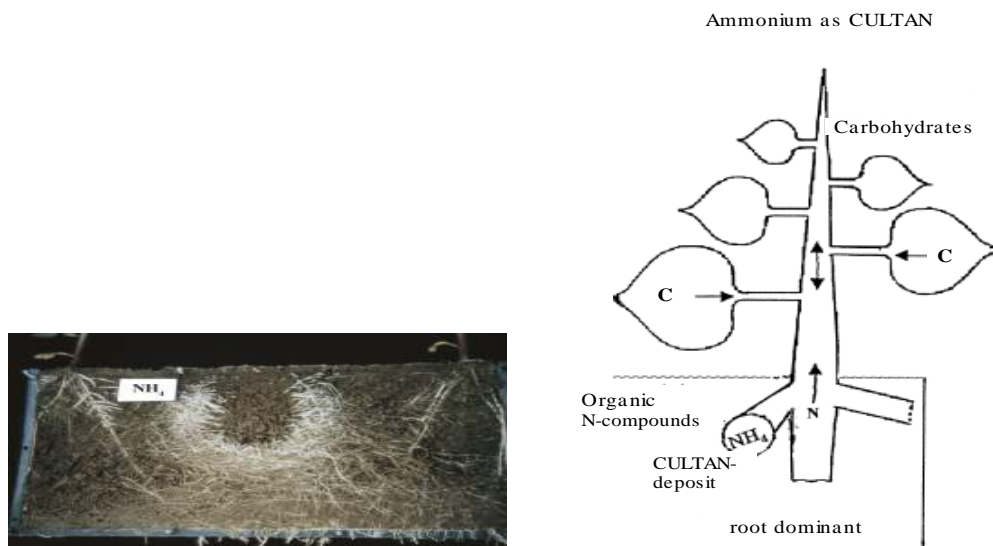 Ammonium as CULTAN
Carbohydrates
C
C
NH₄
Organic
N-compounds
N
NH₄
CULTAN-
deposit
root dominant